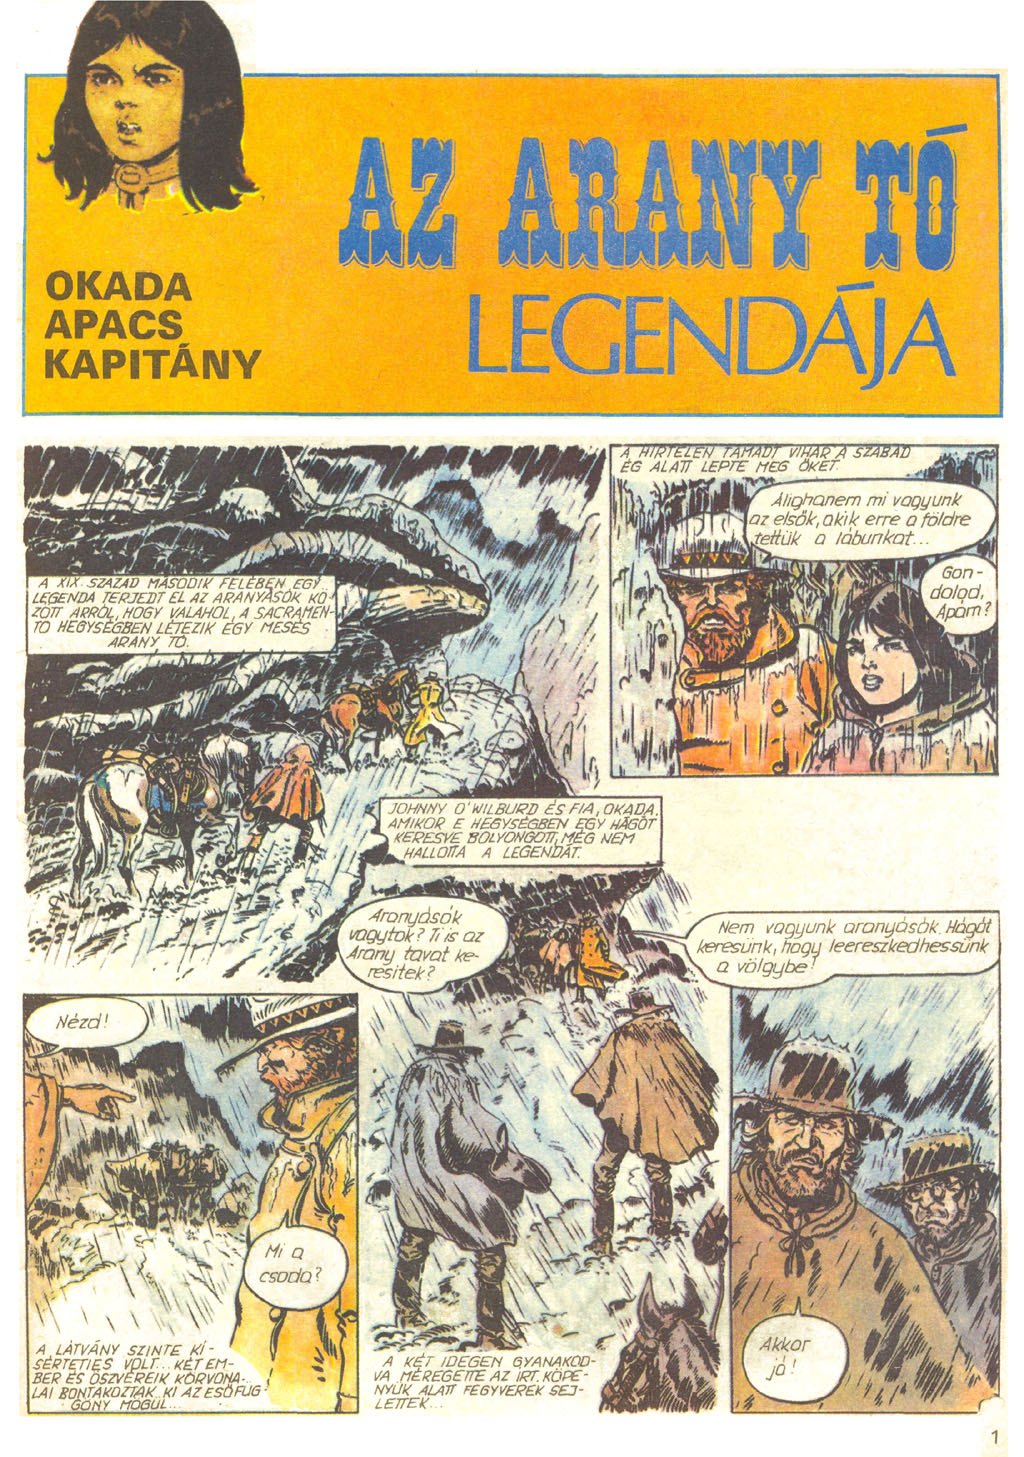 OKADA
APACS
KAPITÁNY
AZ ARANY TÓ
LEGENDÁJA
A XIX. SZÁZAD MÁSODIK FELÉBEN EGY
LEGENDA TERJEDT EL AZ ARANYÁSÓK KÖ-
ZÖTT ARRÓL, HOGY VALAHOL, A SACRAMEN-
TO HEGYSÉGBEN LÉTEZIK EGY MESÉS
ARANY TÓ.
A HIRTELEN TÁMADT VIHAR A SZABAD
ÉG ALATT LEPTE MEG ŐKET.
Alighanem mi vagyunk
az elsők, akik erre a földre
tettük a lábunkat...
Gon-
dolod,
Apám?
JOHNNY O'WILBURD ÉS FIA, OKADA,
AMIKOR E HEGYSÉGBEN EGY HÁGÓT
KERESVE BOLYONGOTT, MÉG NEM
HALLOTTA A LEGENDÁT.
Nézd!
Mi a
csoda?
A LÁTVÁNY SZINTE KÍ-
SÉRTETIES VOLT... KÉT EM-
BER ÉS ÖSZVÉREIK KÖRVONA-
LAI BONTAKOZTAK KI AZ ESŐFÜG-
GÖNY MÖGÜL...
Aranyásók
vagytok? Ti is az
Arany tavat ke-
resitek?
Nem vagyunk aranyásók. Hágót
keresünk, hogy leereszkedhessünk
a völgybe!
A KÉT IDEGEN GYANAKOD-
VA MÉREGETTE AZ ÍRT. KÖPE-
NYÜK ALATT FEGYVEREK SEJ-
LETTEK...
Akkor
jó!
1